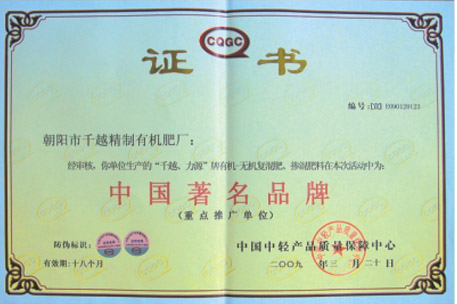 CQGC
证书
编号:D03 E090129123
朝阳市千越精制有机肥厂:
经审核,你单位生产的“千越、力源”牌有机-无机复混肥、掺混肥料在本次活动中为:
中国著名品牌
(重点推广单位)
防伪标识:
中国中轻产品质量保障中心
有效期:十八个月
二00九年三月二十日